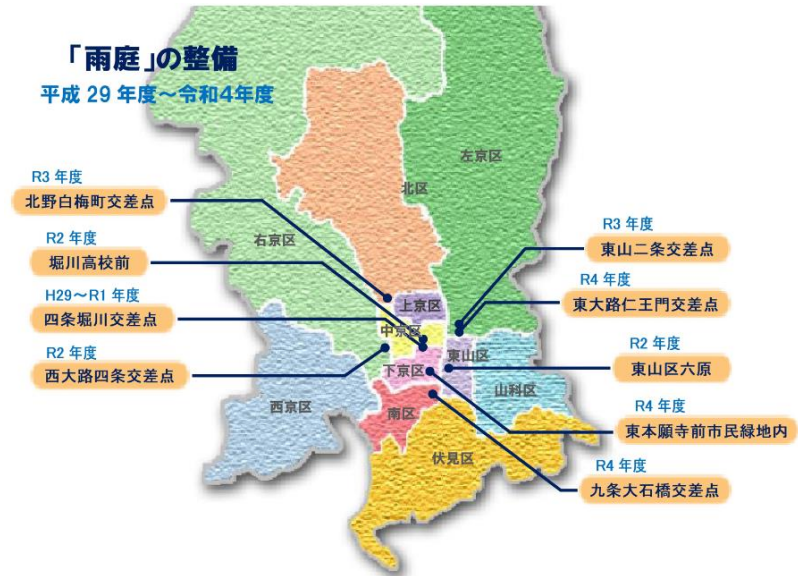 「雨庭」の整備
平成 29 年度～令和4年度
R3 年度
北野白梅町交差点
R2 年度
堀川高校前
H29～R1 年度
四条堀川交差点
R2 年度
西大路四条交差点
左京区
北区
右京区
上京区
中京区
東山区
下京区
山科区
西京区
南区
伏見区
R3 年度
東山二条交差点
R4 年度
東大路仁王門交差点
R2 年度
東山区六原
R4 年度
東本願寺前市民緑地内
R4 年度
九条大石橋交差点